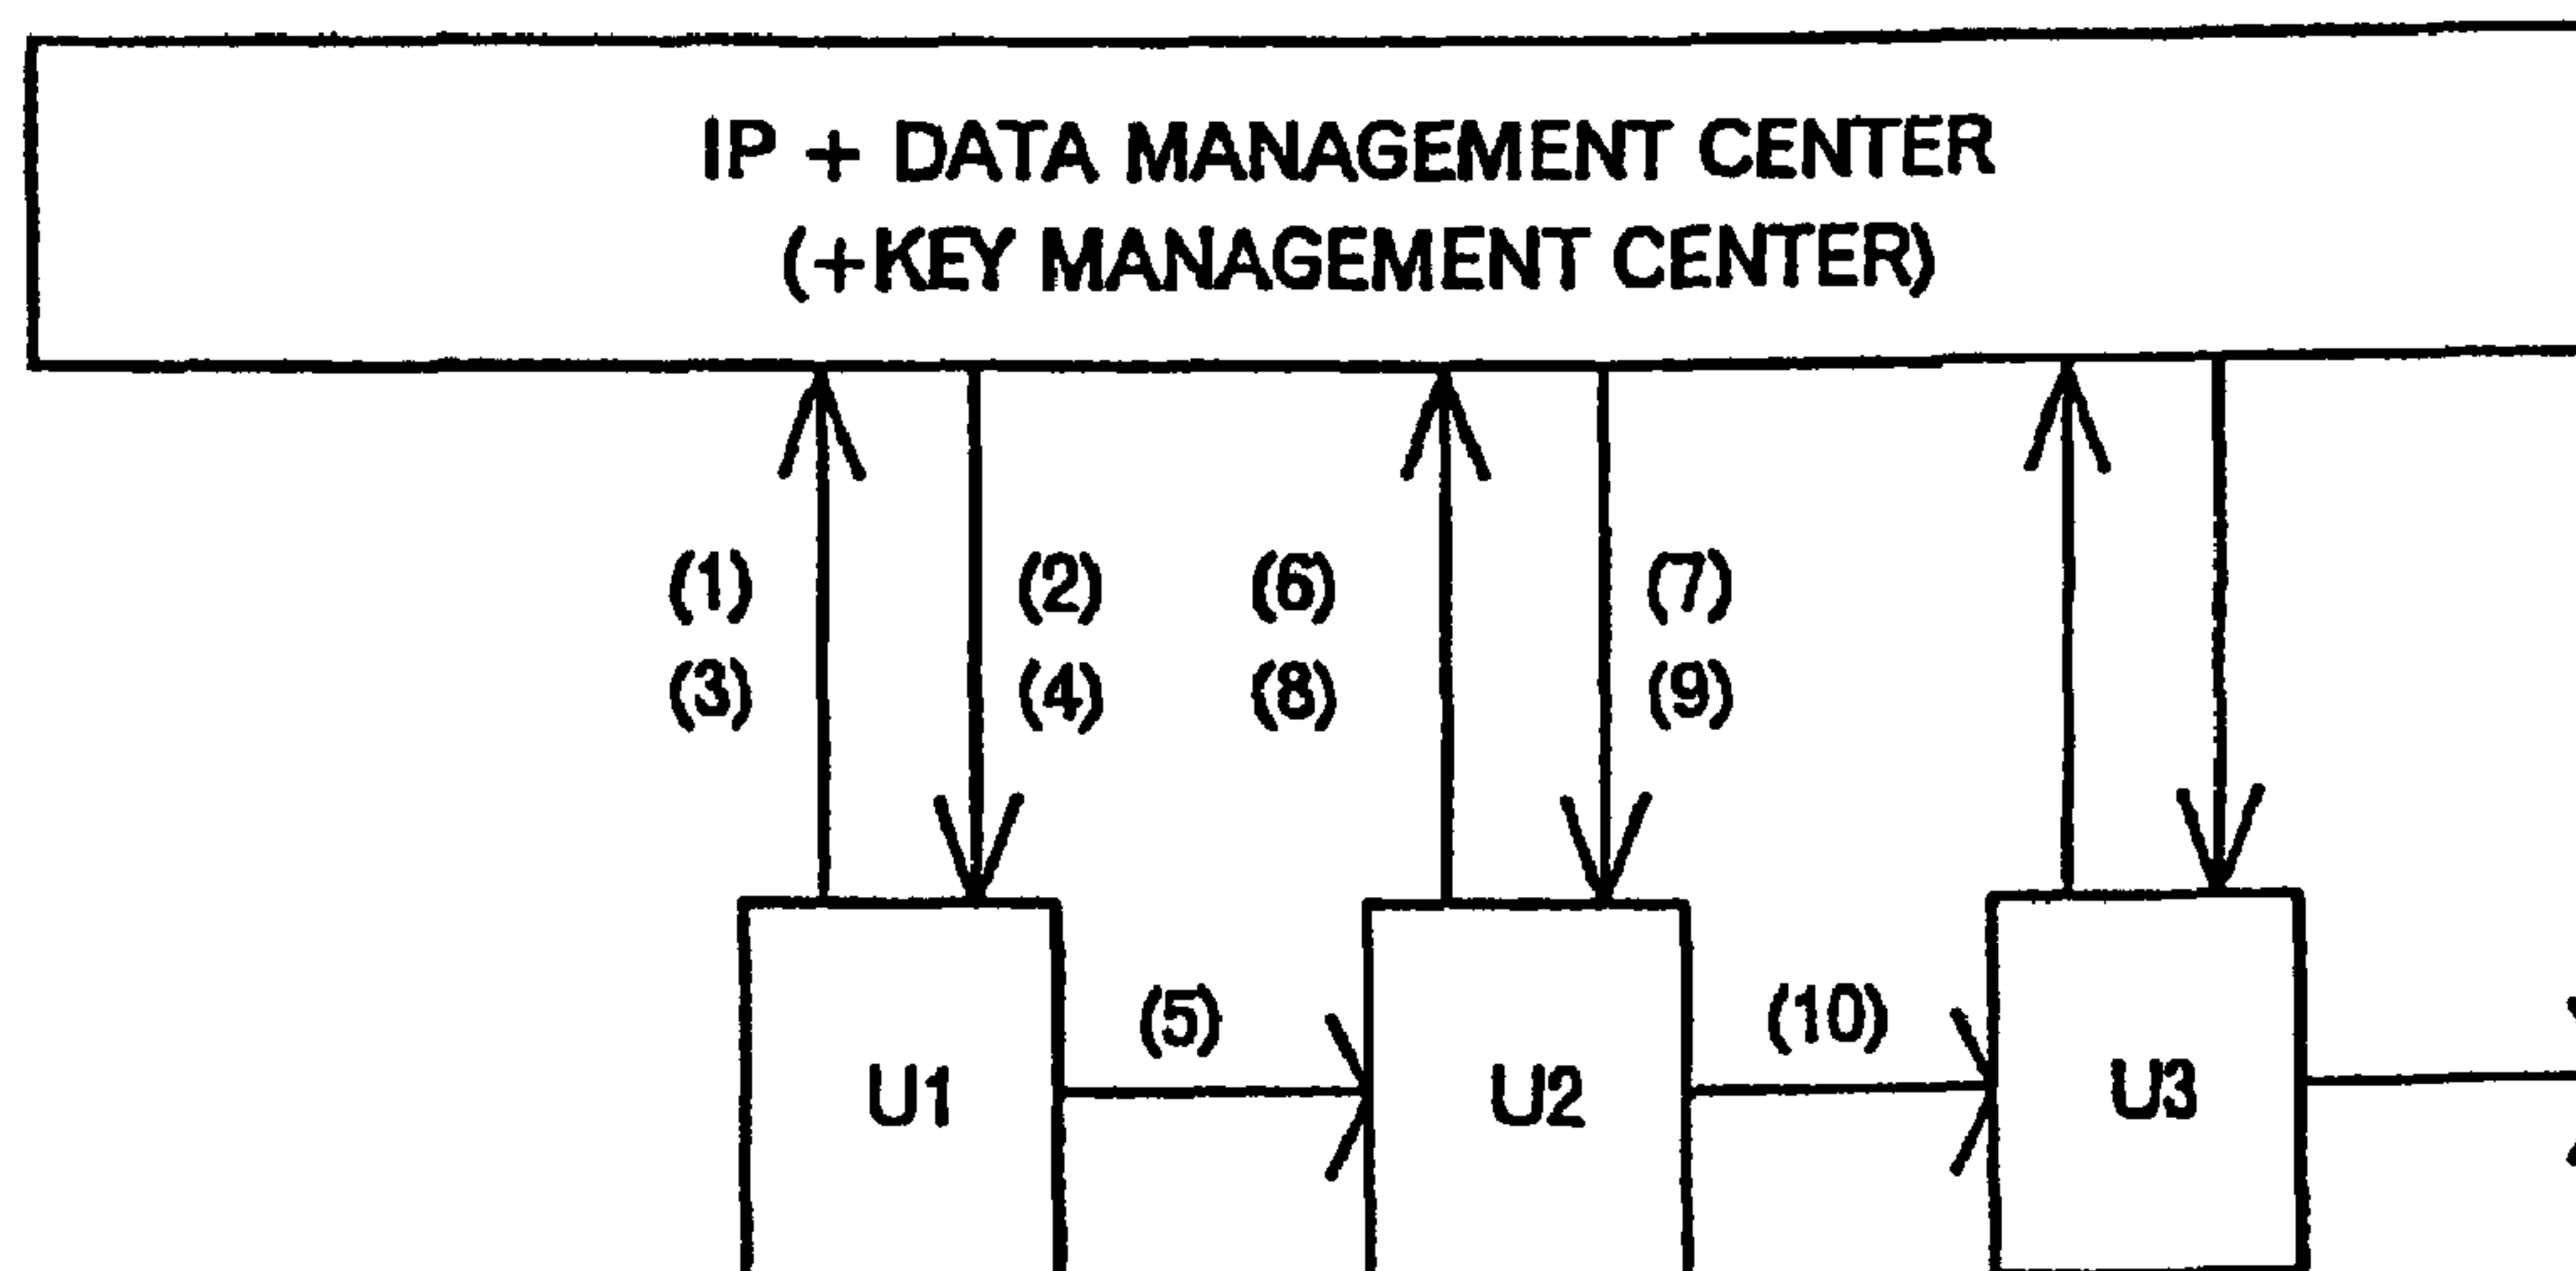 IP + DATA MANAGEMENT CENTER
(+KEY MANAGEMENT CENTER)
(1)
(2)
(6)
(7)
(3)
(4)
(8)
(9)
(5)
(10)
U1
U2
U3